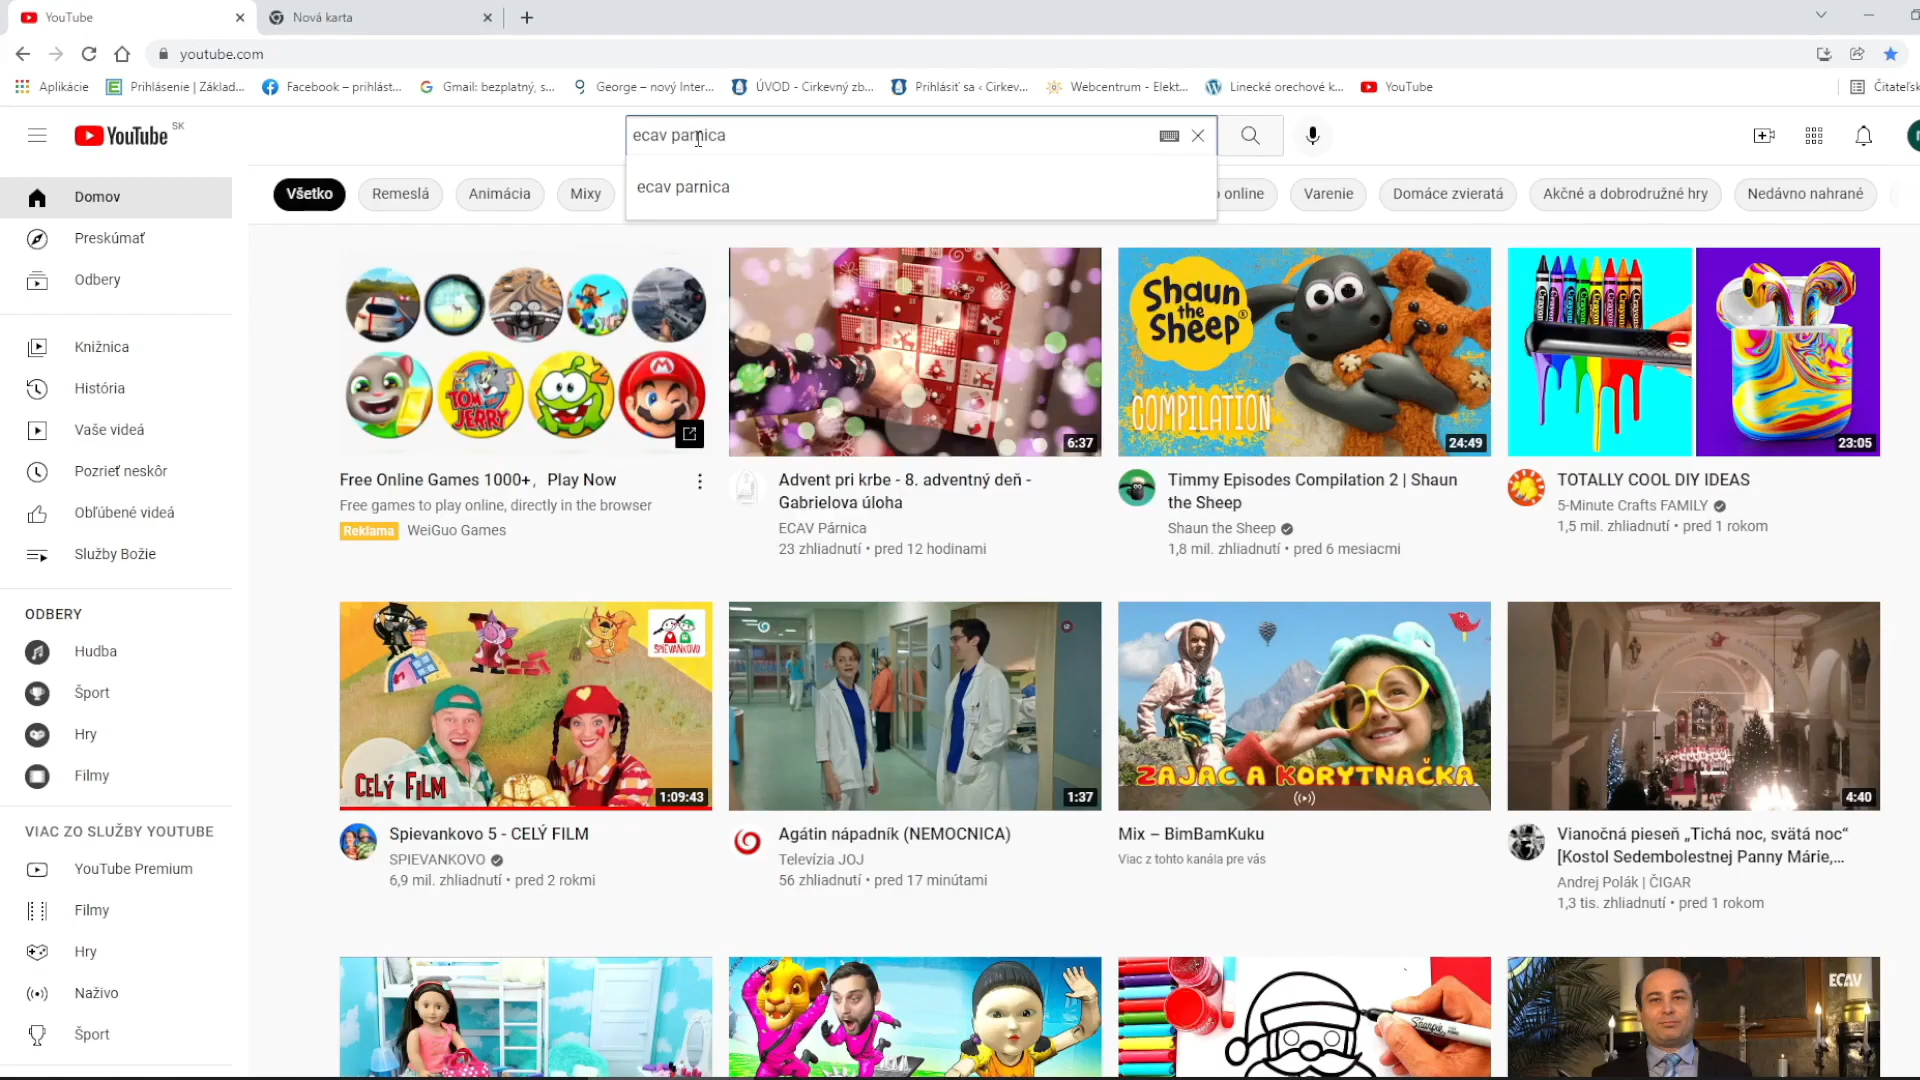 YouTube
Nová karta
youtube.com
Aplikácie
Prihlásenie | Základ...
Facebook – prihlást...
Gmail: bezplatný, s...
George – nový Inter...
ÚVOD - Cirkevný zb...
Prihlásiť sa ‹ Cirkev...
Webcentrum - Elekt...
Linecké orechové k...
YouTube
Čitateľsk
YouTube SK
ecav parnica
ecav parnica
Všetko
Remeslá
Animácia
Mixy
online
Varenie
Domáce zvieratá
Akčné a dobrodružné hry
Nedávno nahrané
Domov
Preskúmať
Odbery
Knižnica
História
Vaše videá
Pozrieť neskôr
Obľúbené videá
Služby Božie
ODBERY
Hudba
Šport
Hry
Filmy
VIAC ZO SLUŽBY YOUTUBE
YouTube Premium
Filmy
Hry
Naživo
Šport
TOM JERRY
Free Online Games 1000+, Play Now
Free games to play online, directly in the browser
Reklama WeiGuo Games
6:37
Advent pri krbe - 8. adventný deň -
Gabrielova úloha
ECAV Párnica
23 zhliadnutí • pred 12 hodinami
Shaun
the
Sheep
COMPILATION
24:49
Timmy Episodes Compilation 2 | Shaun
the Sheep
Shaun the Sheep
1,8 mil. zhliadnutí • pred 6 mesiacmi
23:05
TOTALLY COOL DIY IDEAS
5-Minute Crafts FAMILY
1,5 mil. zhliadnutí • pred 1 rokom
SPIEVANKOVO
CELÝ FILM
1:09:43
Spievankovo 5 - CELÝ FILM
SPIEVANKOVO
6,9 mil. zhliadnutí • pred 2 rokmi
1:37
Agátin nápadník (NEMOCNICA)
Televízia JOJ
56 zhliadnutí • pred 17 minútami
ZAJAC A KORYTNAČKA
Mix – BimBamKuku
Viac z tohto kanála pre vás
4:40
Vianočná pieseň „Tichá noc, svätá noc“
[Kostol Sedembolestnej Panny Márie,...
Andrej Polák | ČIGAR
1,3 tis. zhliadnutí • pred 1 rokom
Sharpie
ECAV